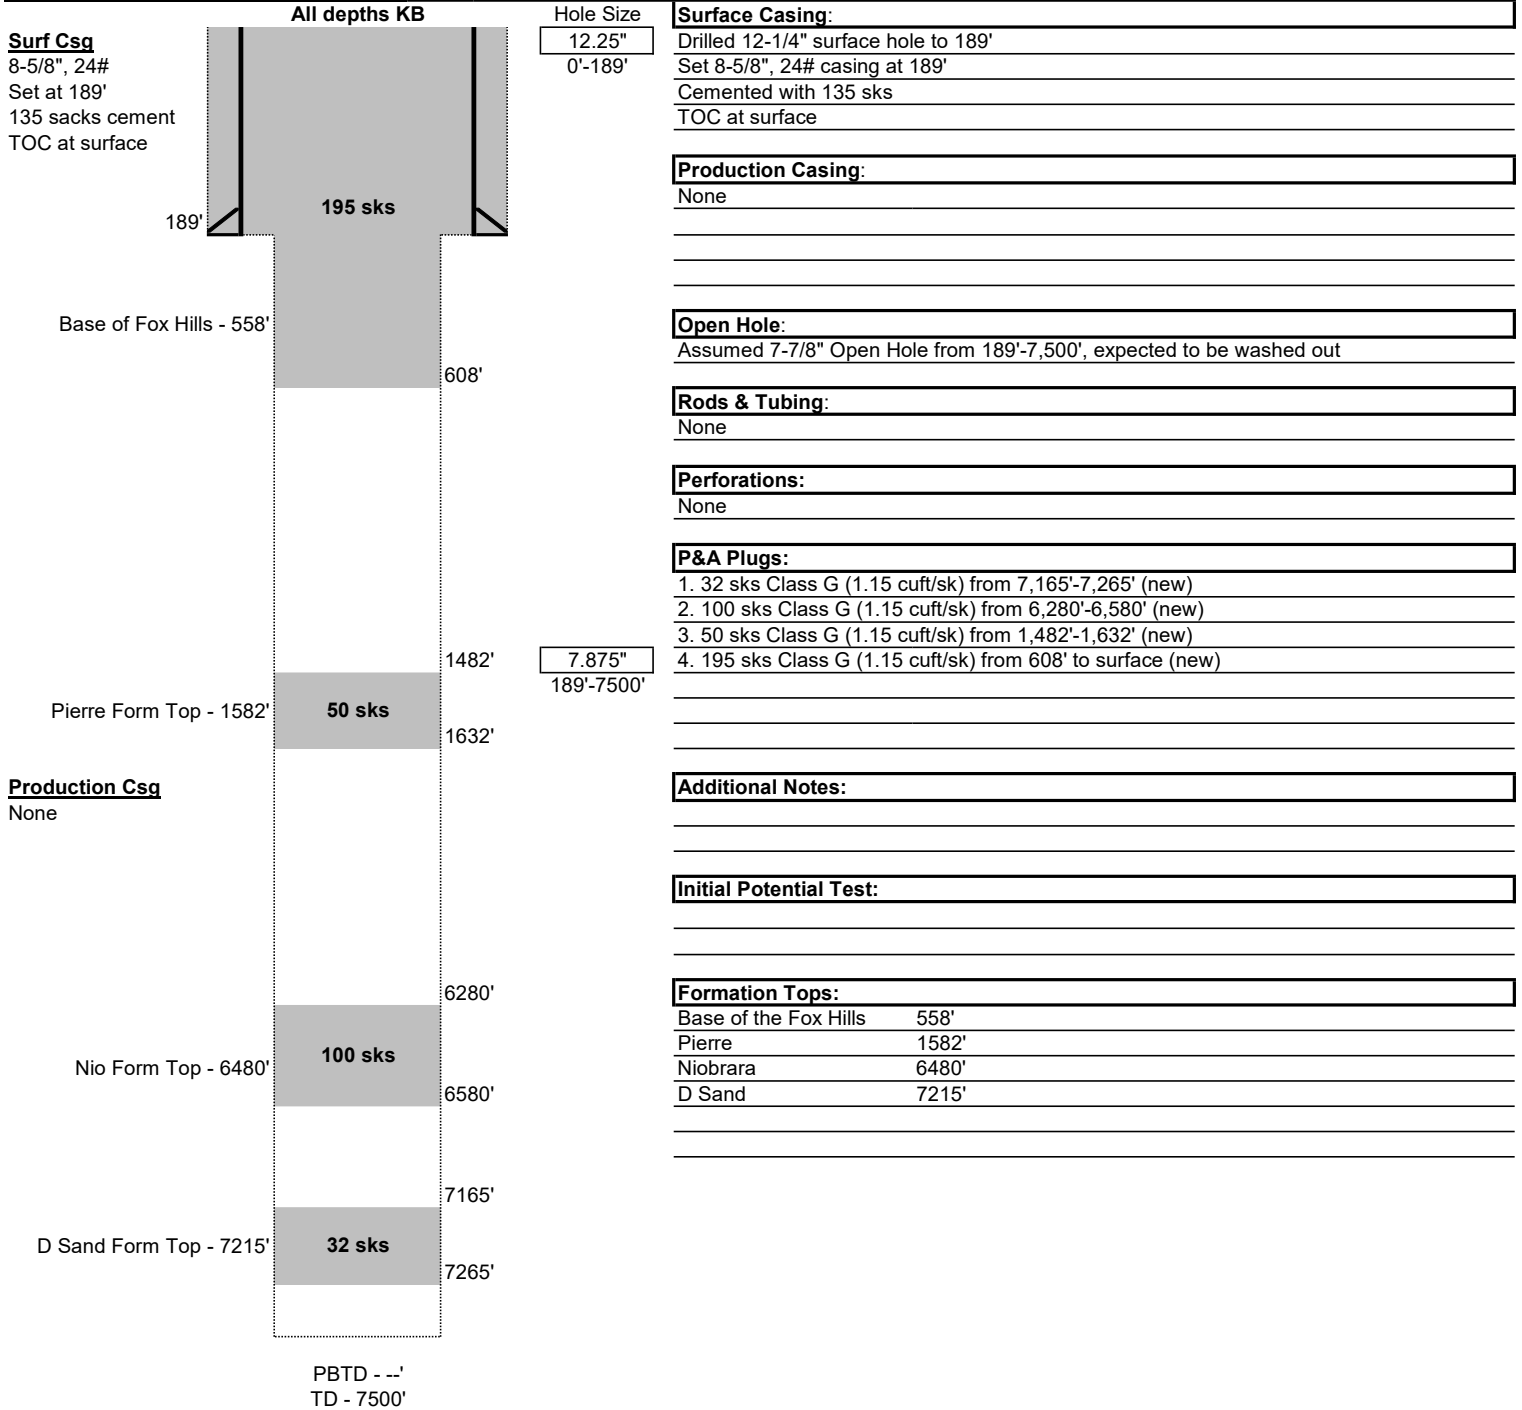 All depths KB
Surf Csg
8-5/8", 24#
Set at 189'
135 sacks cement
TOC at surface
189'
195 sks
Base of Fox Hills - 558'
608'
1482'
Pierre Form Top - 1582'
50 sks
1632'
Production Csg
None
6280'
Nio Form Top - 6480'
100 sks
6580'
7165'
D Sand Form Top - 7215'
32 sks
7265'
PBTD - --'
TD - 7500'
Hole Size
12.25"
0'-189'
7.875"
189'-7500'
Surface Casing:
Drilled 12-1/4" surface hole to 189'
Set 8-5/8", 24# casing at 189'
Cemented with 135 sks
TOC at surface
Production Casing:
None
Open Hole:
Assumed 7-7/8" Open Hole from 189'-7,500', expected to be washed out
Rods & Tubing:
None
Perforations:
None
P&A Plugs:
1. 32 sks Class G (1.15 cuft/sk) from 7,165'-7,265' (new)
2. 100 sks Class G (1.15 cuft/sk) from 6,280'-6,580' (new)
3. 50 sks Class G (1.15 cuft/sk) from 1,482'-1,632' (new)
4. 195 sks Class G (1.15 cuft/sk) from 608' to surface (new)
Additional Notes:
Initial Potential Test:
Formation Tops:
Base of the Fox Hills 558'
Pierre 1582'
Niobrara 6480'
D Sand 7215'